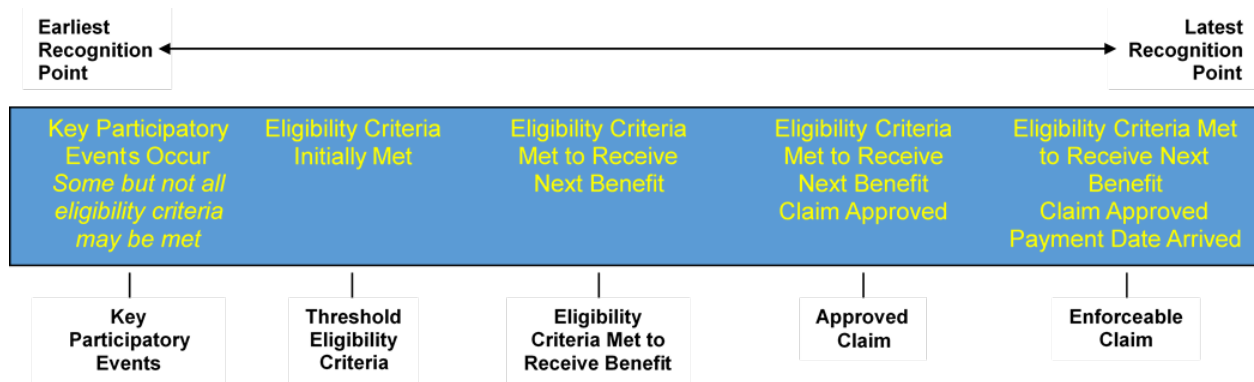 Earliest
Recognition
Point
Latest
Recognition
Point
Key Participatory
Events Occur
Some but not all
eligibility criteria
may be met
Eligibility Criteria
Initially Met
Eligibility Criteria
Met to Receive
Next Benefit
Eligibility Criteria
Met to Receive
Next Benefit
Claim Approved
Eligibility Criteria Met
to Receive Next
Benefit
Claim Approved
Payment Date Arrived
Key
Participatory
Events
Threshold
Eligibility
Criteria
Eligibility
Criteria Met to
Receive Benefit
Approved
Claim
Enforceable
Claim